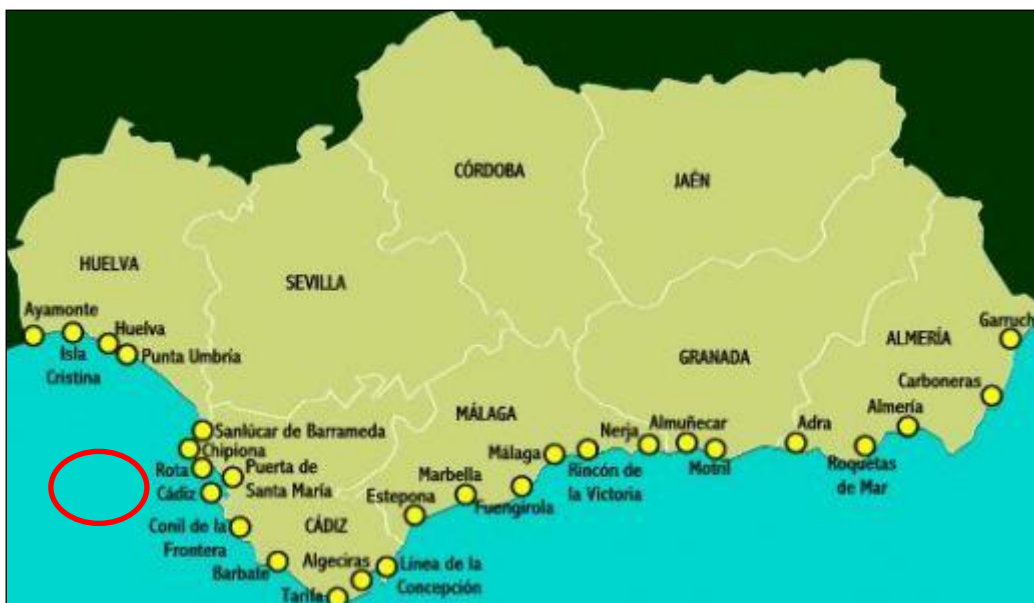 CÓRDOBA
JAÉN
HUELVA
SEVILLA
Ayamonte
Huelva
Isla
Cristina
Punta Umbría
GRANADA
ALMERÍA
Garruch
Carboneras
MÁLAGA
Sanlúcar de Barrameda
Chipiona
Rota
Puerta de
Santa María
Cádiz
Conil de la
Frontera
CÁDIZ
Barbate
Algeciras
Tarifa
Línea de la
Concepción
Estepona
Marbella
Fuengirola
Málaga
Rincón de
la Victoria
Nerja
Almuñecar
Motril
Adra
Roquetas
de Mar
Almería